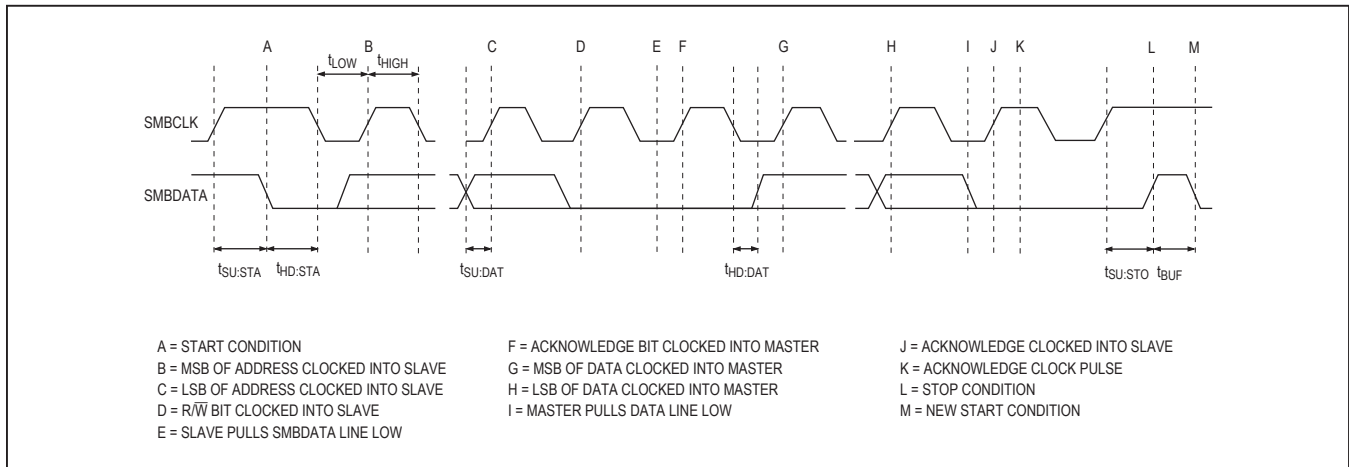 A B C D E F G H I J K L M
tLOW tHIGH
SMBCLK
SMBDATA
tSU:STA tHD:STA tSU:DAT tHD:DAT tSU:STO tBUF
A = START CONDITION
B = MSB OF ADDRESS CLOCKED INTO SLAVE
C = LSB OF ADDRESS CLOCKED INTO SLAVE
D = R/W̅ BIT CLOCKED INTO SLAVE
E = SLAVE PULLS SMBDATA LINE LOW
F = ACKNOWLEDGE BIT CLOCKED INTO MASTER
G = MSB OF DATA CLOCKED INTO MASTER
H = LSB OF DATA CLOCKED INTO MASTER
I = MASTER PULLS DATA LINE LOW
J = ACKNOWLEDGE CLOCKED INTO SLAVE
K = ACKNOWLEDGE CLOCK PULSE
L = STOP CONDITION
M = NEW START CONDITION